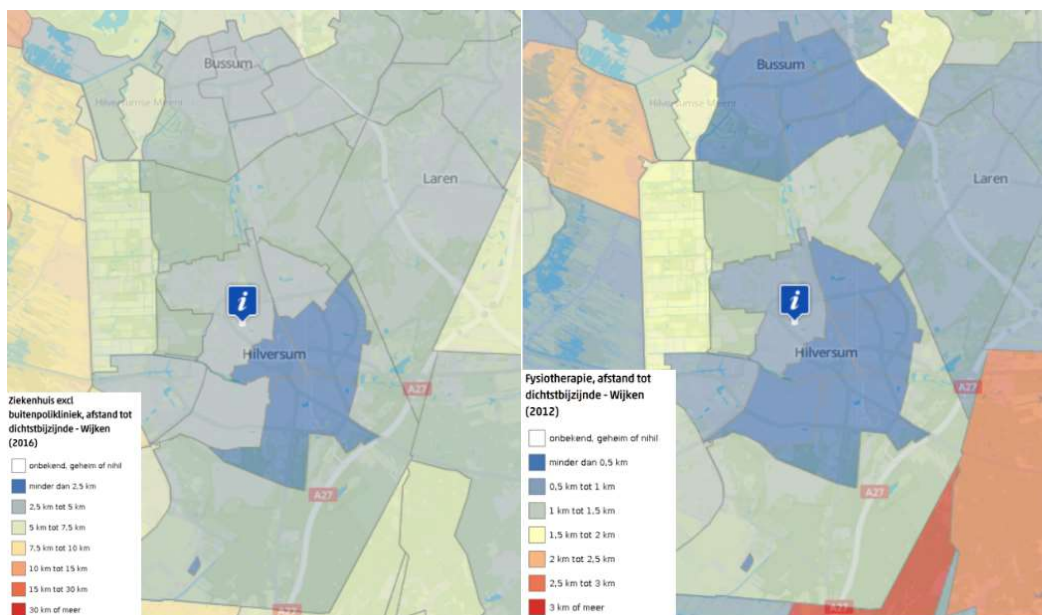 Bussum
Hilversumse Meent
Laren
i
Hilversum
A27
A27
A27
Ziekenhuis excl
buitenpolikliniek, afstand tot
dichtstbijzijnde - Wijken
(2016)
onbekend, geheim of nihil
minder dan 2,5 km
2,5 km tot 5 km
5 km tot 7,5 km
7,5 km tot 10 km
10 km tot 15 km
15 km tot 30 km
30 km of meer
Bussum
Hilversumse Meent
Laren
i
Hilversum
A27
A27
Fysiotherapie, afstand tot
dichtstbijzijnde - Wijken
(2012)
onbekend, geheim of nihil
minder dan 0,5 km
0,5 km tot 1 km
1 km tot 1,5 km
1,5 km tot 2 km
2 km tot 2,5 km
2,5 km tot 3 km
3 km of meer